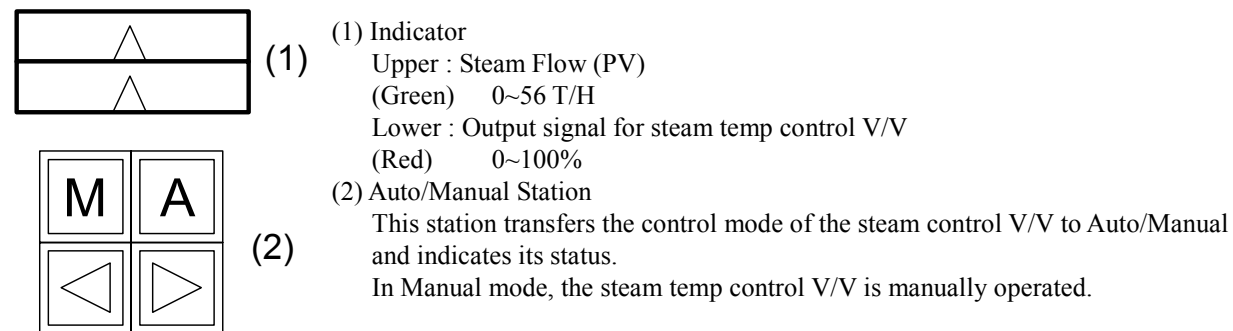 (1)
(1) Indicator
Upper : Steam Flow (PV)
(Green) 0~56 T/H
Lower : Output signal for steam temp control V/V
(Red) 0~100%
M A
(2)
(2) Auto/Manual Station
This station transfers the control mode of the steam control V/V to Auto/Manual
and indicates its status.
In Manual mode, the steam temp control V/V is manually operated.